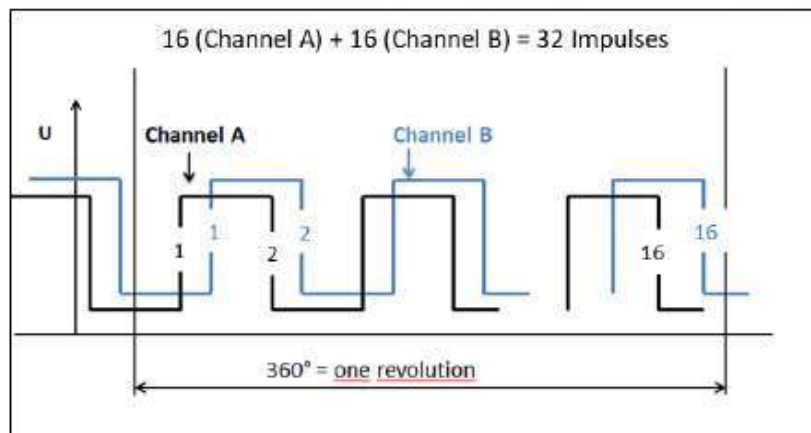 16 (Channel A) + 16 (Channel B) = 32 Impulses
U
Channel A
Channel B
1
1
2
2
16
16
360° = one revolution